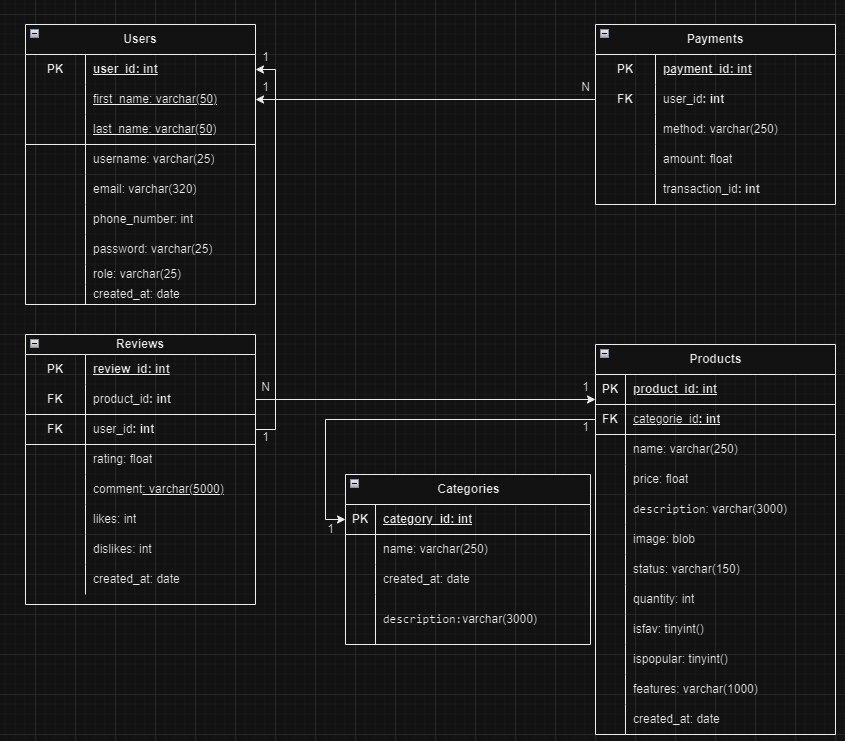 Users
PK user_id: int
first_name: varchar(50)
last_name: varchar(50)
username: varchar(25)
email: varchar(320)
phone_number: int
password: varchar(25)
role: varchar(25)
created_at: date
1
1
N
Payments
PK payment_id: int
FK user_id: int
method: varchar(250)
amount: float
transaction_id: int
Reviews
PK review_id: int
FK product_id: int
FK user_id: int
rating: float
comment: varchar(5000)
likes: int
dislikes: int
created_at: date
N
1
1
1
1
Categories
PK category_id: int
name: varchar(250)
created_at: date
description:varchar(3000)
Products
PK product_id: int
FK categorie_id: int
name: varchar(250)
price: float
description: varchar(3000)
image: blob
status: varchar(150)
quantity: int
isfav: tinyint()
ispopular: tinyint()
features: varchar(1000)
created_at: date